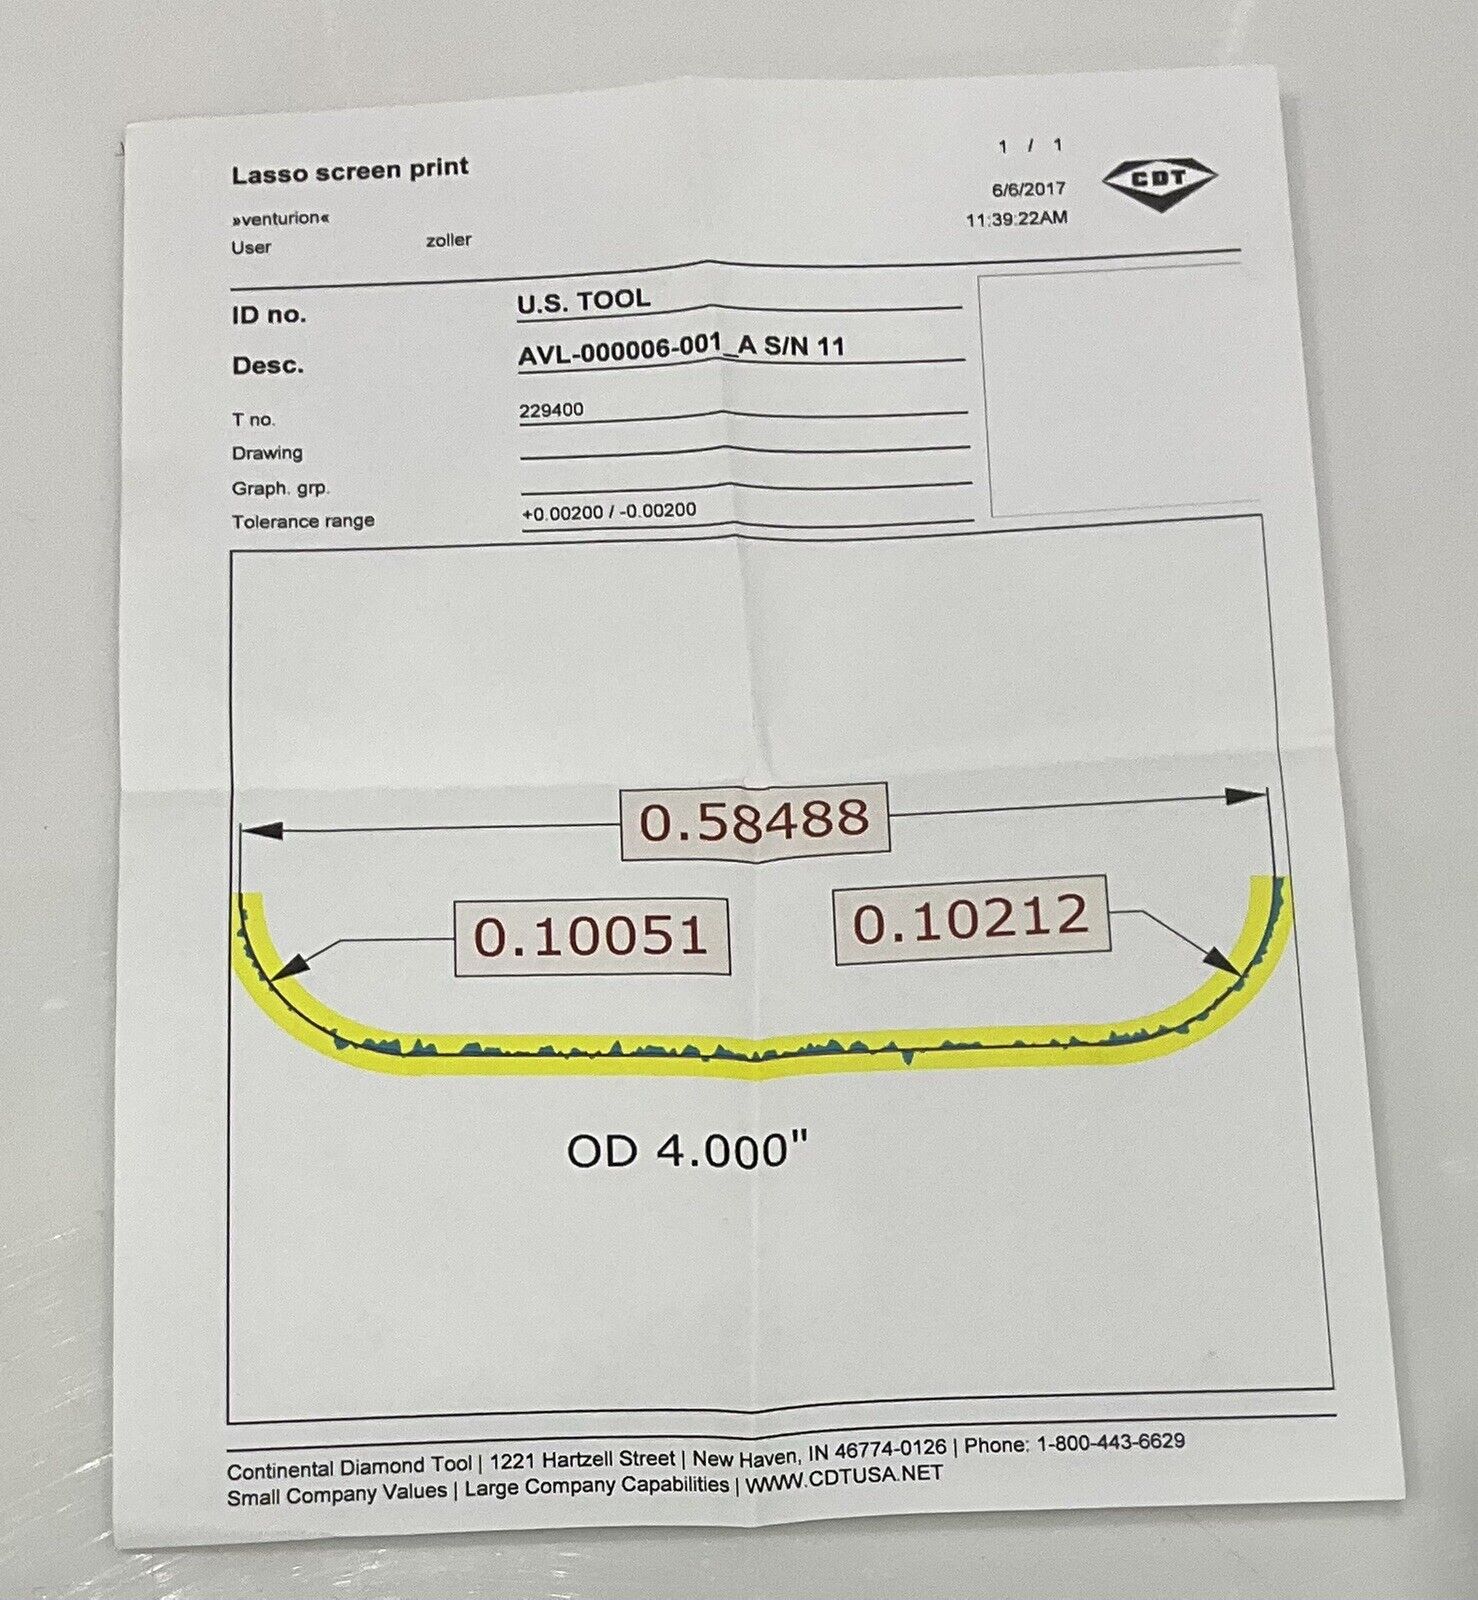 Lasso screen print
1 / 1
CDT
»venturion«
6/6/2017
User zoller
11:39:22AM
ID no. U.S. TOOL
Desc. AVL-000006-001_A S/N 11
T no. 229400
Drawing
Graph. grp.
Tolerance range +0.00200 / -0.00200
0.58488
0.10051 0.10212
OD 4.000"
Continental Diamond Tool | 1221 Hartzell Street | New Haven, IN 46774-0126 | Phone: 1-800-443-6629
Small Company Values | Large Company Capabilities | WWW.CDTUSA.NET